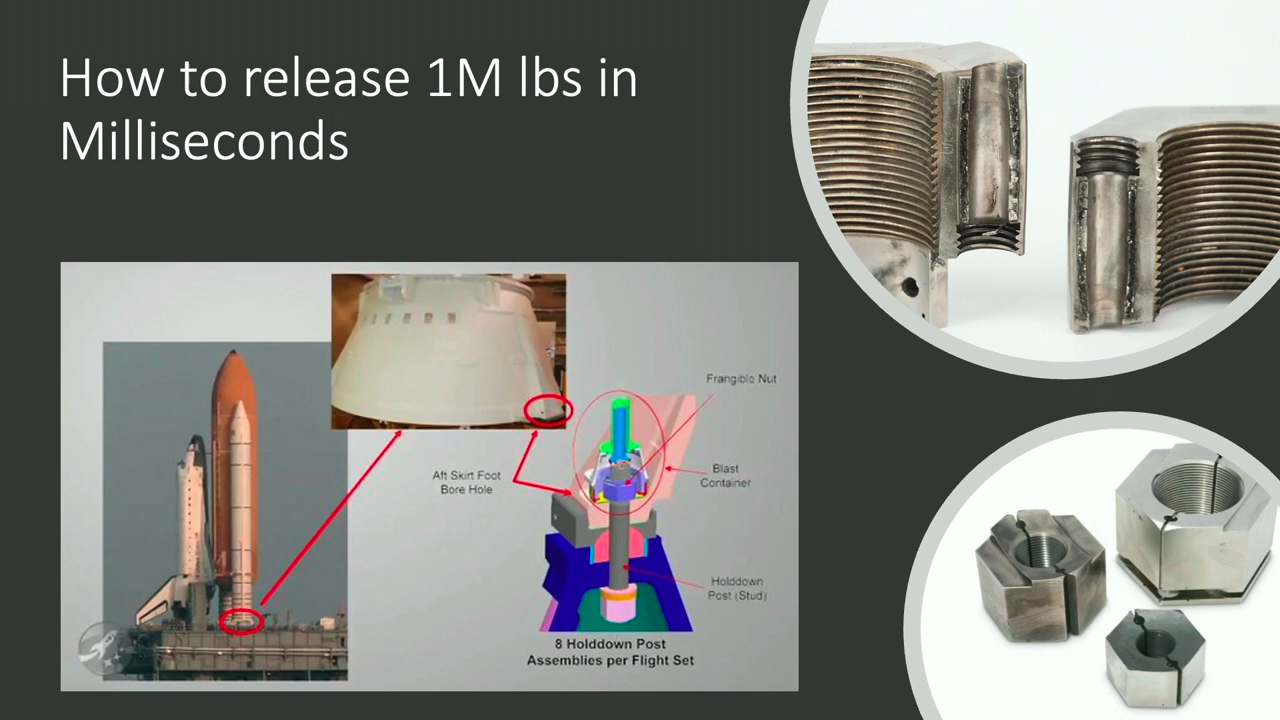 How to release 1M lbs in
Milliseconds
Frangible Nut
Aft Skirt Foot
Bore Hole
Blast
Container
Holddown
Post (Stud)
8 Holddown Post
Assemblies per Flight Set